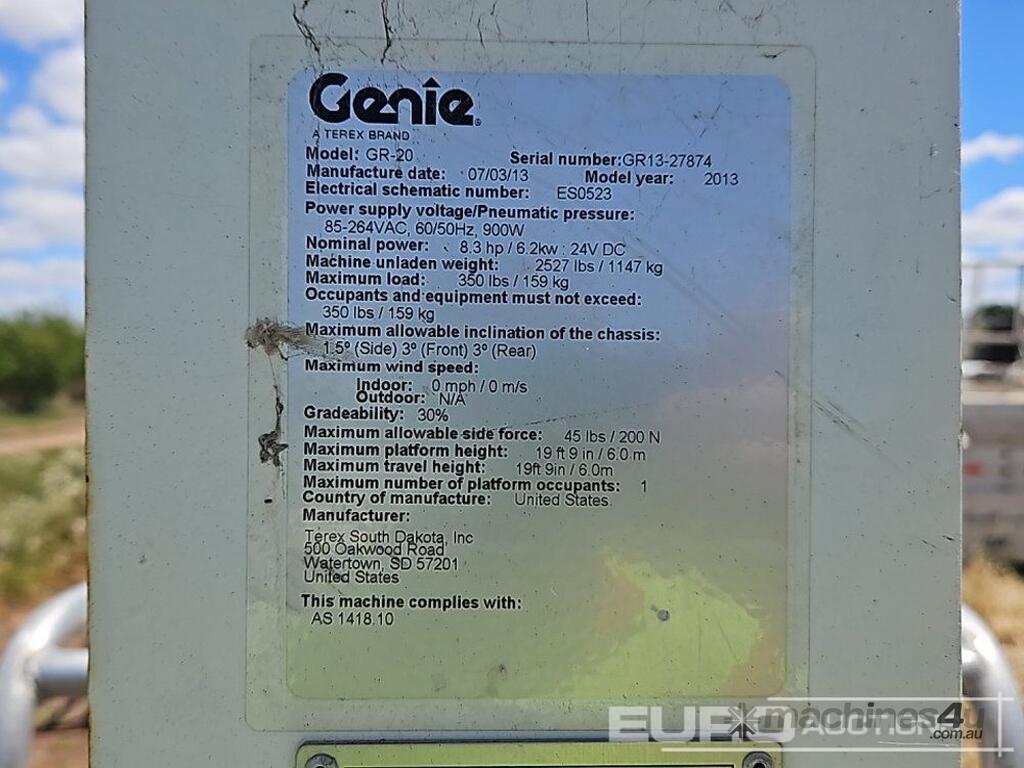 Genie®
A TEREX BRAND
Model: GR-20 Serial number: GR13-27874
Manufacture date: 07/03/13 Model year: 2013
Electrical schematic number: ES0523
Power supply voltage/Pneumatic pressure:
85-264VAC, 60/50Hz, 900W
Nominal power: 8.3 hp / 6.2kw : 24V DC
Machine unladen weight: 2527 lbs / 1147 kg
Maximum load: 350 lbs / 159 kg
Occupants and equipment must not exceed:
350 lbs / 159 kg
Maximum allowable inclination of the chassis:
1.5° (Side) 3° (Front) 3° (Rear)
Maximum wind speed:
Indoor: 0 mph / 0 m/s
Outdoor: N/A
Gradeability: 30%
Maximum allowable side force: 45 lbs / 200 N
Maximum platform height: 19 ft 9 in / 6.0 m
Maximum travel height: 19ft 9in / 6.0m
Maximum number of platform occupants: 1
Country of manufacture: United States
Manufacturer:
Terex South Dakota, Inc
500 Oakwood Road
Watertown, SD 57201
United States
This machine complies with:
AS 1418.10
EURO AUCTIONS
machines4u
.com.au